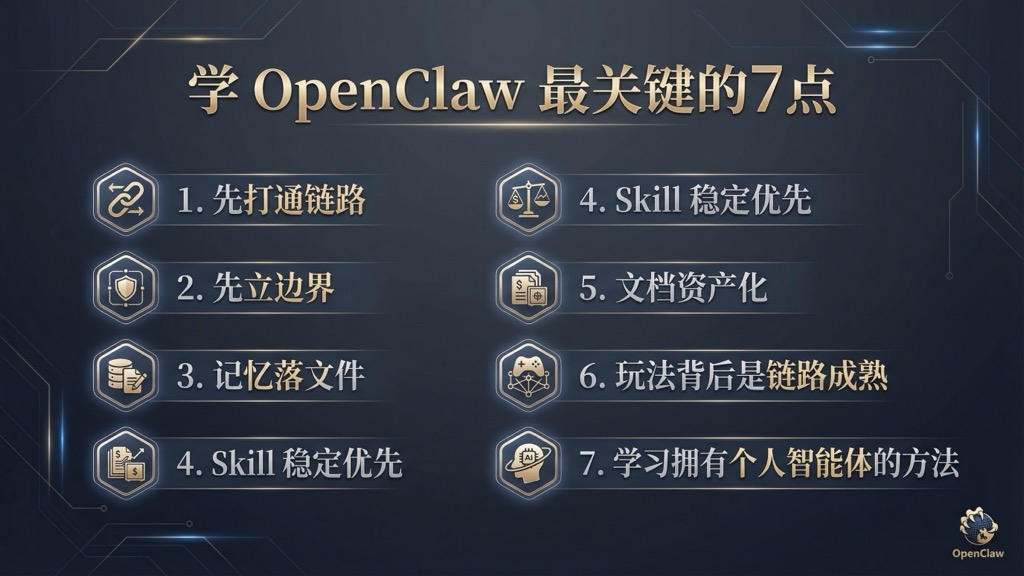 学 OpenClaw 最关键的7点
1. 先打通链路
2. 先立边界
3. 记忆落文件
4. Skill 稳定优先
4. Skill 稳定优先
5. 文档资产化
6. 玩法背后是链路成熟
7. 学习拥有个人智能体的方法
OpenClaw